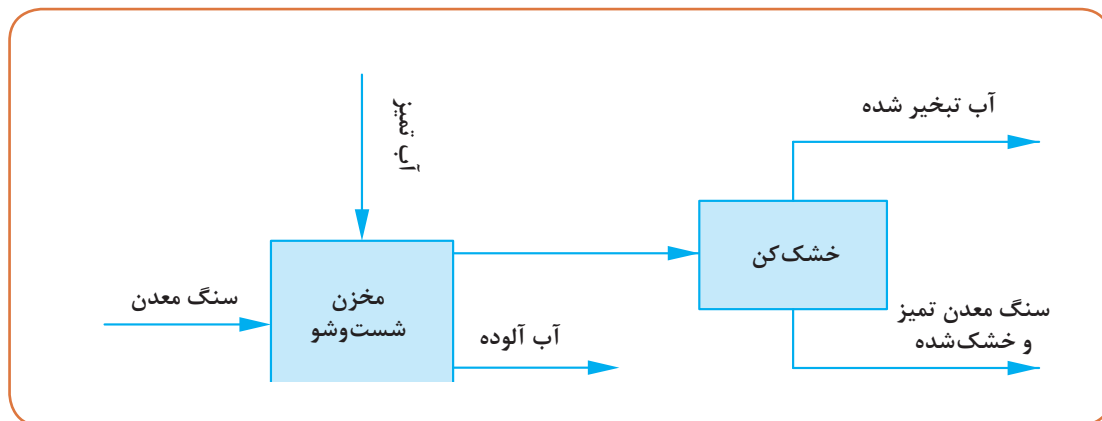 آب تمیز
آب تبخیر شده
خشک‌کن
سنگ معدن
مخزن
شست‌وشو
آب آلوده
سنگ معدن تمیز
و خشک‌شده